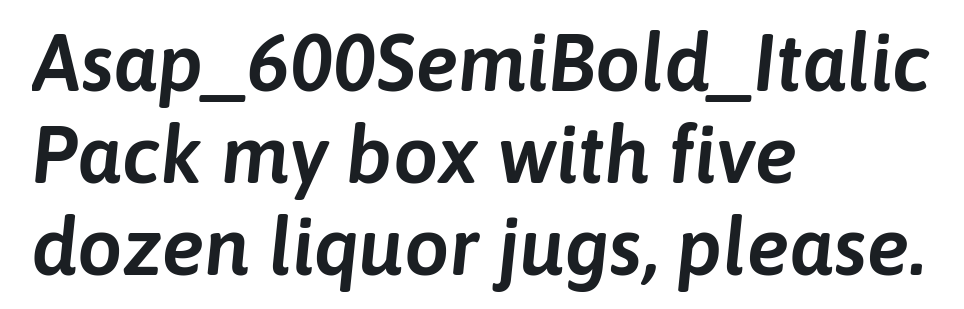 Asap_600SemiBold_Italic
Pack my box with five
dozen liquor jugs, please.